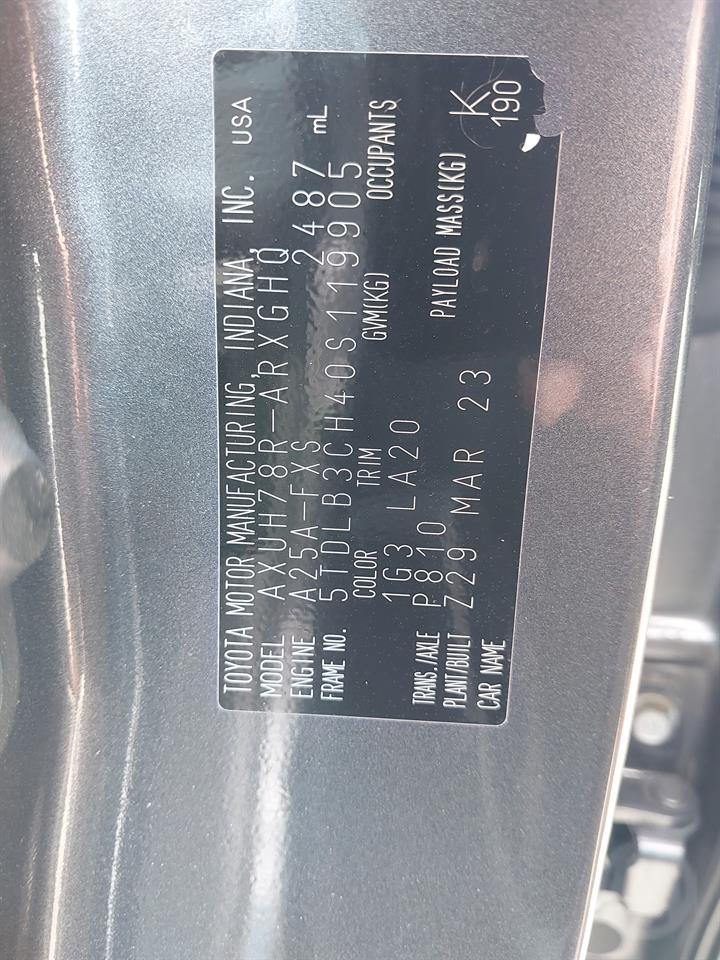 TOYOTA MOTOR MANUFACTURING, INDIANA, INC. USA
MODEL AXUH78R-ARXGHQ
ENGINE A25A-FXS 2487 mL
FRAME NO. 5TDLB3CH40S119905
COLOR TRIM GVM(KG) OCCUPANTS
1G3 LA20
TRANS./AXLE P810
PLANT/BUILT Z29 MAR 23 PAYLOAD MASS(KG) K
CAR NAME 190